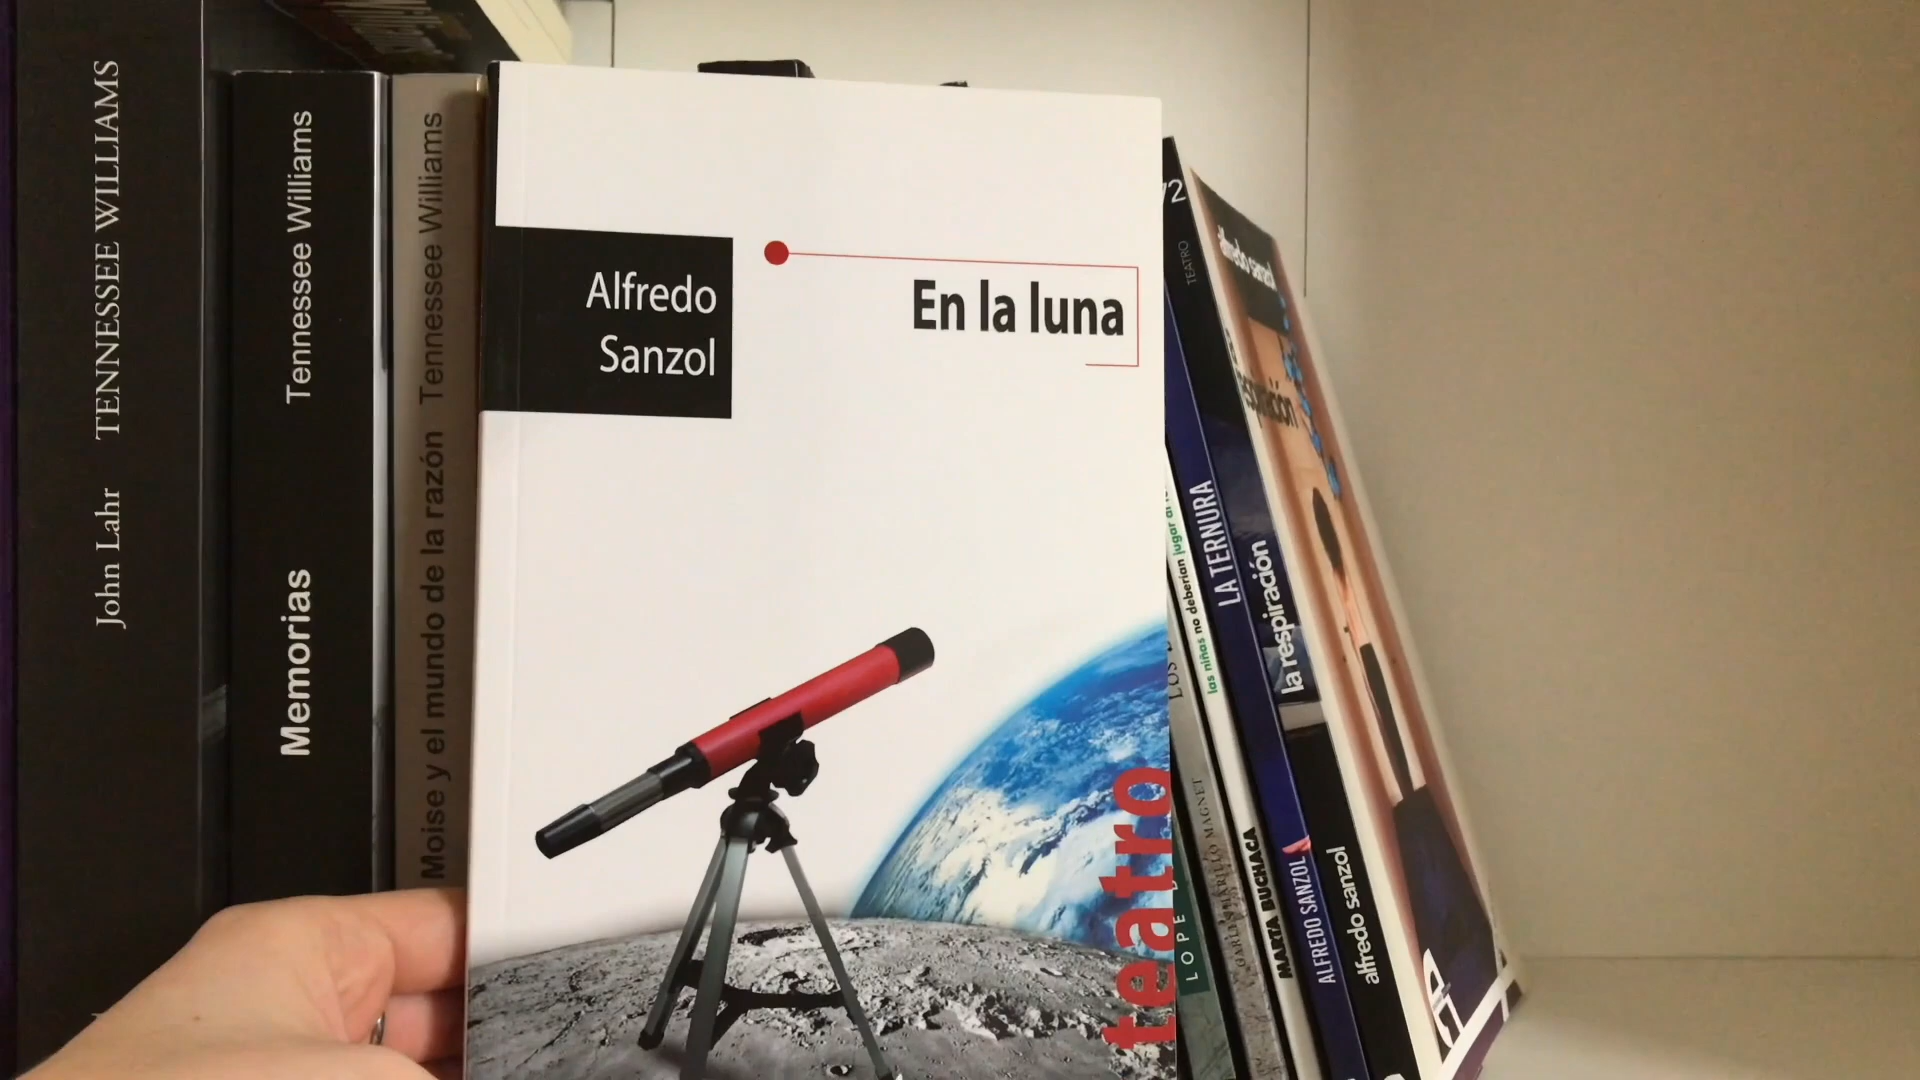 John Lahr TENNESSEE WILLIAMS
Memorias Tennessee Williams
Moise y el mundo de la razón Tennessee Williams
Alfredo
Sanzol
En la luna
teatro
TEATRO
LOPE
MARTA BUCHACA las niñas no deberían jugar al
ALFREDO SANZOL LA TERNURA
alfredo sanzol la respiración
alfredo sanzol